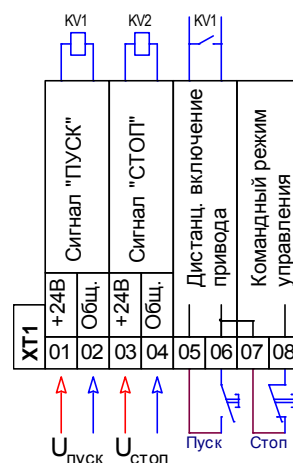 KV1 KV2 KV1
Сигнал "ПУСК"
Сигнал "СТОП"
Дистанц. включение
привода
Командный режим
управления
+24В Общ. +24В Общ.
XT1 01 02 03 04 05 06 07 08
Uпуск Uстоп Пуск Стоп